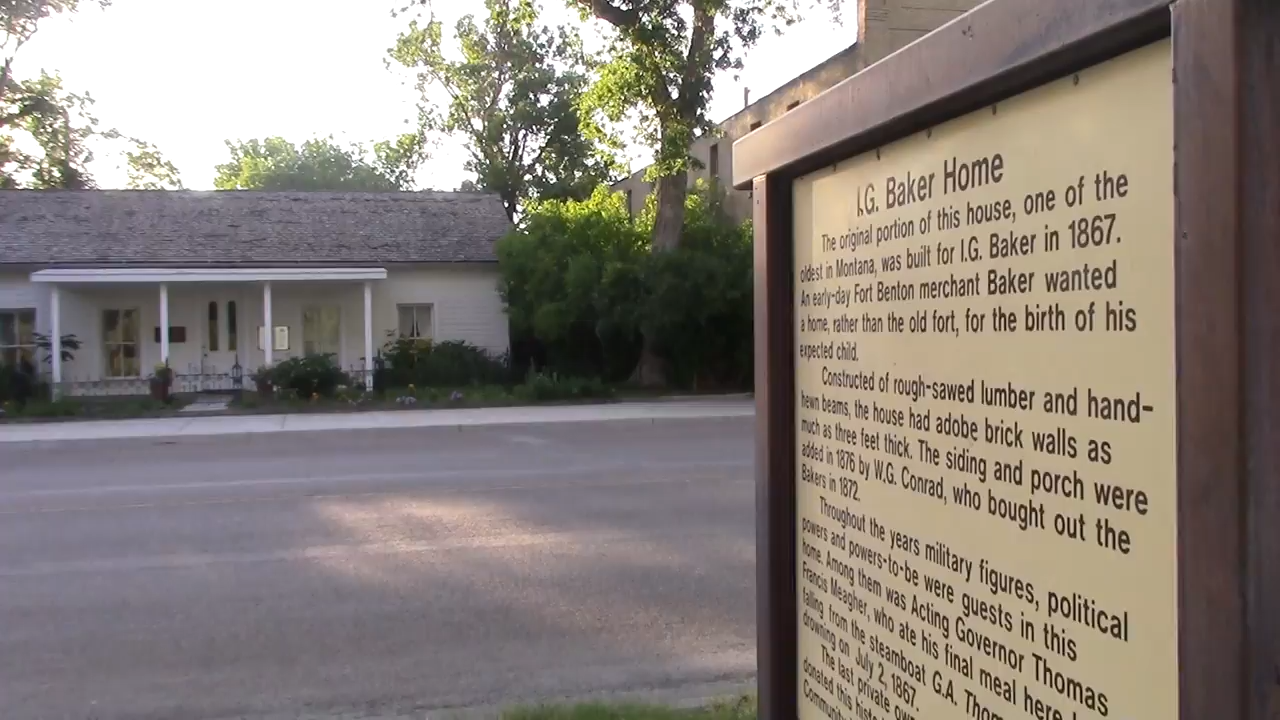 I.G. Baker Home
The original portion of this house, one of the
oldest in Montana, was built for I.G. Baker in 1867.
An early-day Fort Benton merchant Baker wanted
a home, rather than the old fort, for the birth of his
expected child.
Constructed of rough-sawed lumber and hand-
hewn beams, the house had adobe brick walls as
much as three feet thick. The siding and porch were
added in 1876 by W.G. Conrad, who bought out the
Bakers in 1872.
Throughout the years military figures, political
powers and powers-to-be were guests in this
home. Among them was Acting Governor Thomas
Francis Meagher, who ate his final meal here
falling from the steamboat G.A. Thom
drowning on July 2, 1867.
The last private own
donated this histo
Community